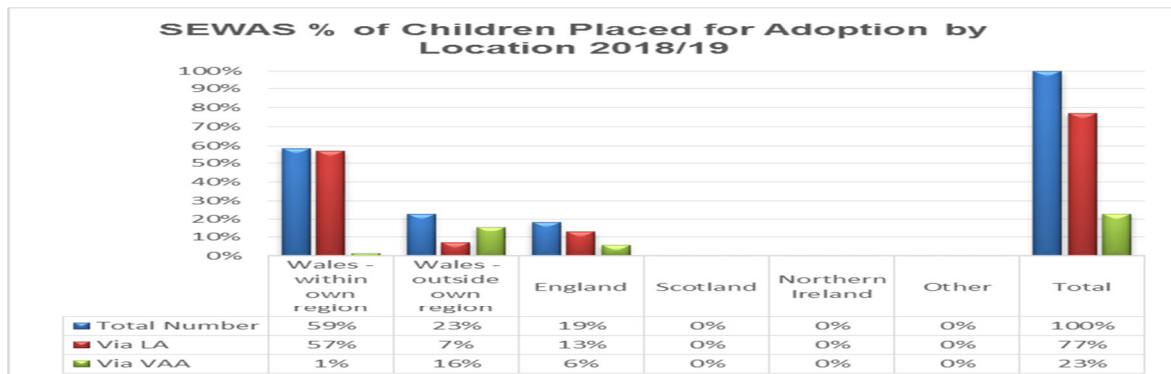 SEWAS % of Children Placed for Adoption by
Location 2018/19
100%
90%
80%
70%
60%
50%
40%
30%
20%
10%
0%
Wales - within own region Wales - outside own region England Scotland Northern Ireland Other Total
Total Number 59% 23% 19% 0% 0% 0% 100%
Via LA 57% 7% 13% 0% 0% 0% 77%
Via VAA 1% 16% 6% 0% 0% 0% 23%